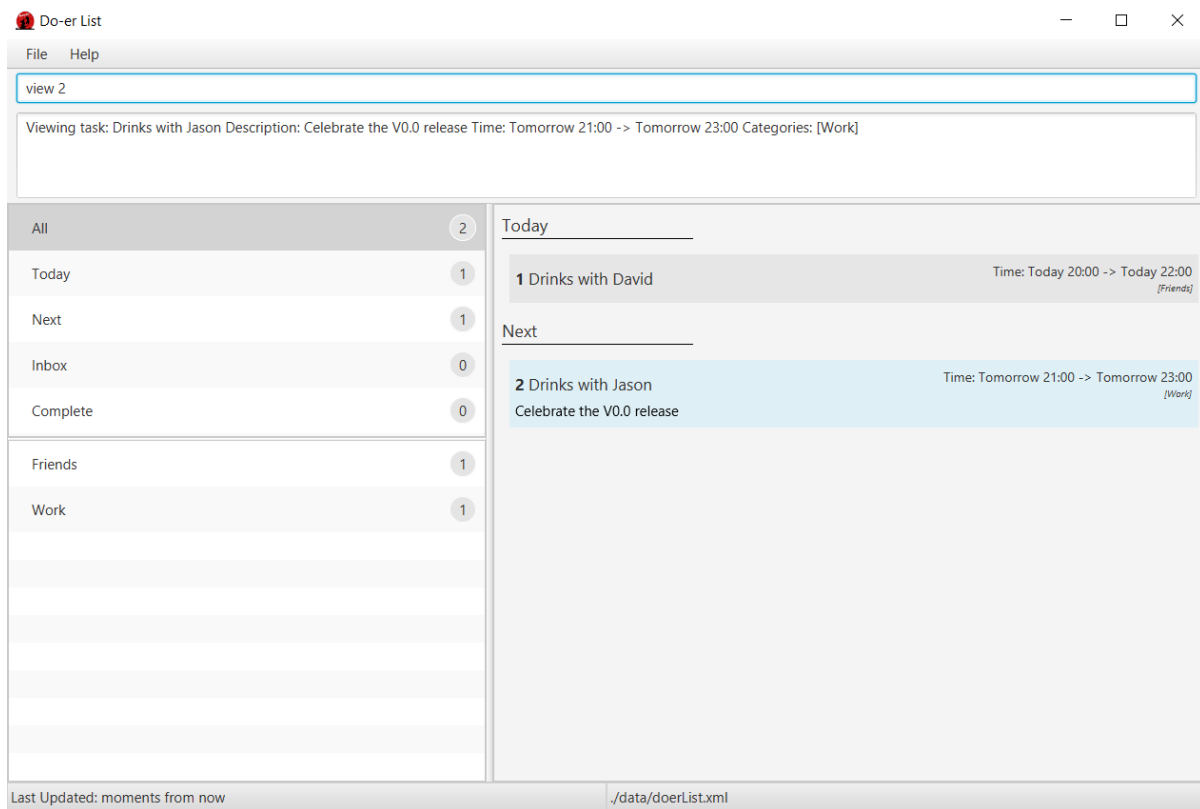 Do-er List
File Help
view 2
Viewing task: Drinks with Jason Description: Celebrate the V0.0 release Time: Tomorrow 21:00 -> Tomorrow 23:00 Categories: [Work]
All 2
Today 1
Next 1
Inbox 0
Complete 0
Friends 1
Work 1
Today
1 Drinks with David Time: Today 20:00 -> Today 22:00
[Friends]
Next
2 Drinks with Jason Time: Tomorrow 21:00 -> Tomorrow 23:00
[Work]
Celebrate the V0.0 release
Last Updated: moments from now ./data/doerList.xml